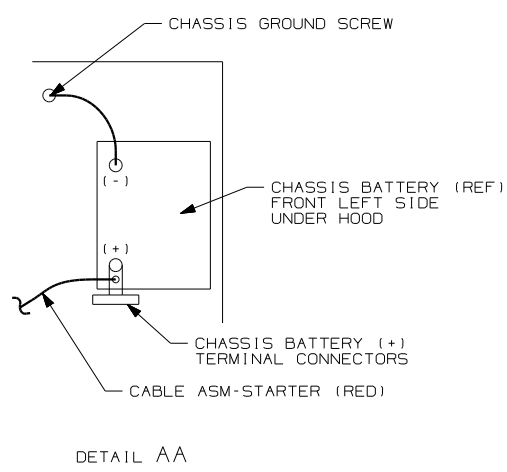 CHASSIS GROUND SCREW
(-)
CHASSIS BATTERY (REF)
FRONT LEFT SIDE
UNDER HOOD
(+)
CHASSIS BATTERY (+)
TERMINAL CONNECTORS
CABLE ASM-STARTER (RED)
DETAIL AA